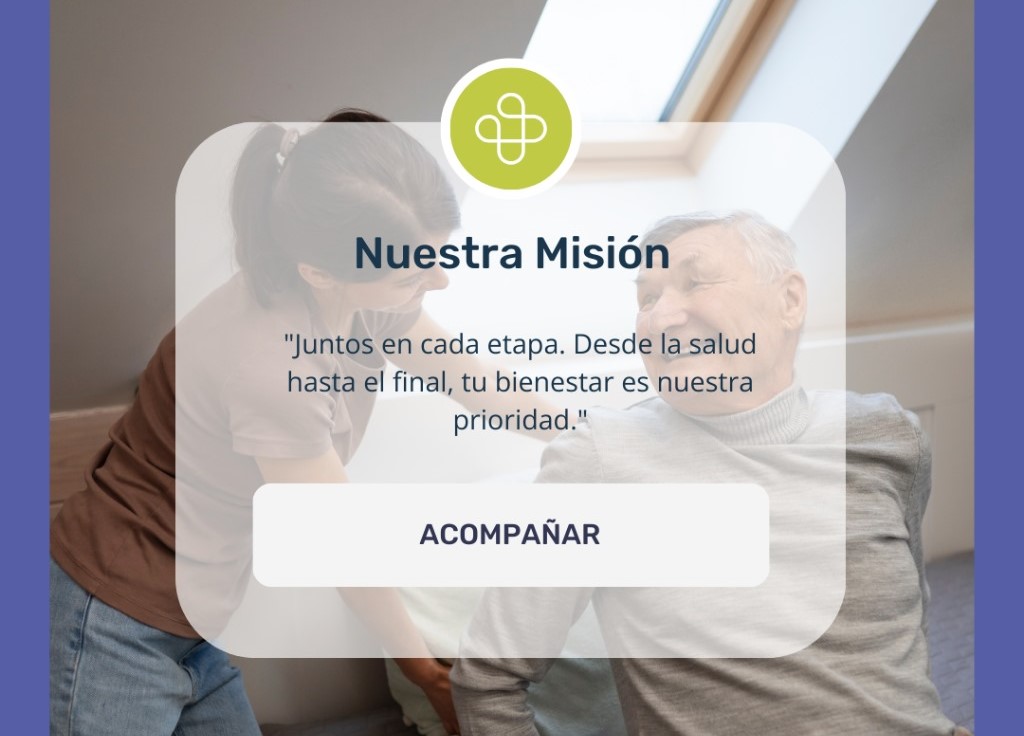 Nuestra Misión
"Juntos en cada etapa. Desde la salud
hasta el final, tu bienestar es nuestra
prioridad."
ACOMPAÑAR